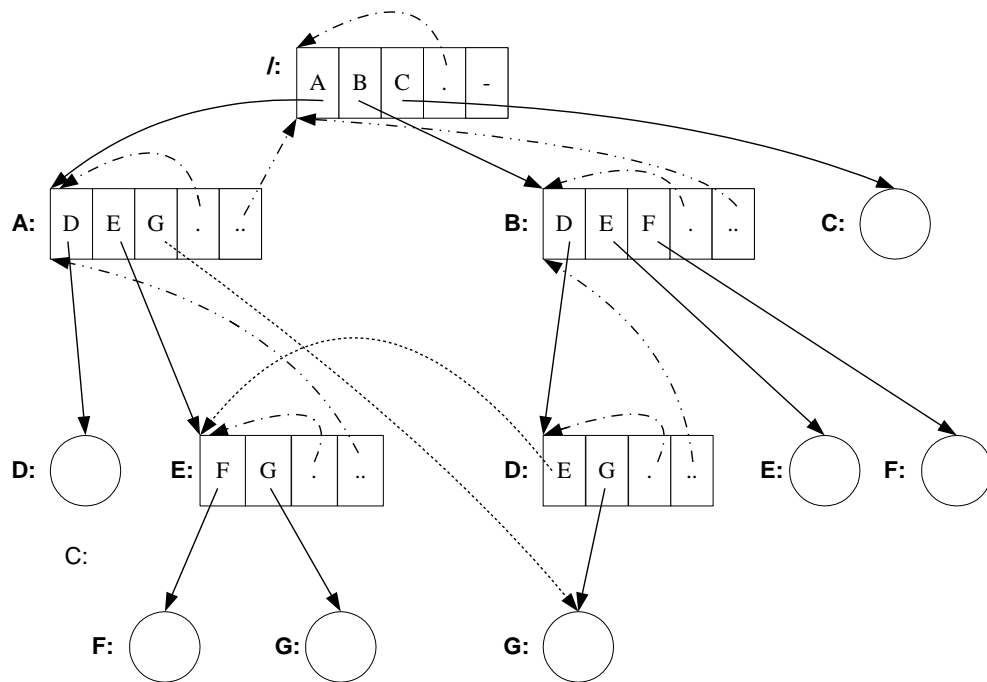 /: A B C . -
A: D E G . ..
B: D E F . ..
C:
D:
E: F G . ..
D: E G . ..
E:
F:
C:
F:
G:
G: